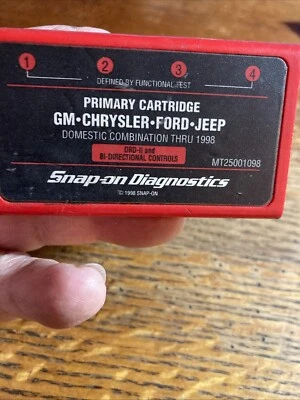 1 2 3 4
DEFINED BY FUNCTIONAL TEST
PRIMARY CARTRIDGE
GM•CHRYSLER•FORD•JEEP
DOMESTIC COMBINATION THRU 1998
OBD-II and
BI-DIRECTIONAL CONTROLS
MT25001098
Snap-on Diagnostics
© 1998 SNAP-ON